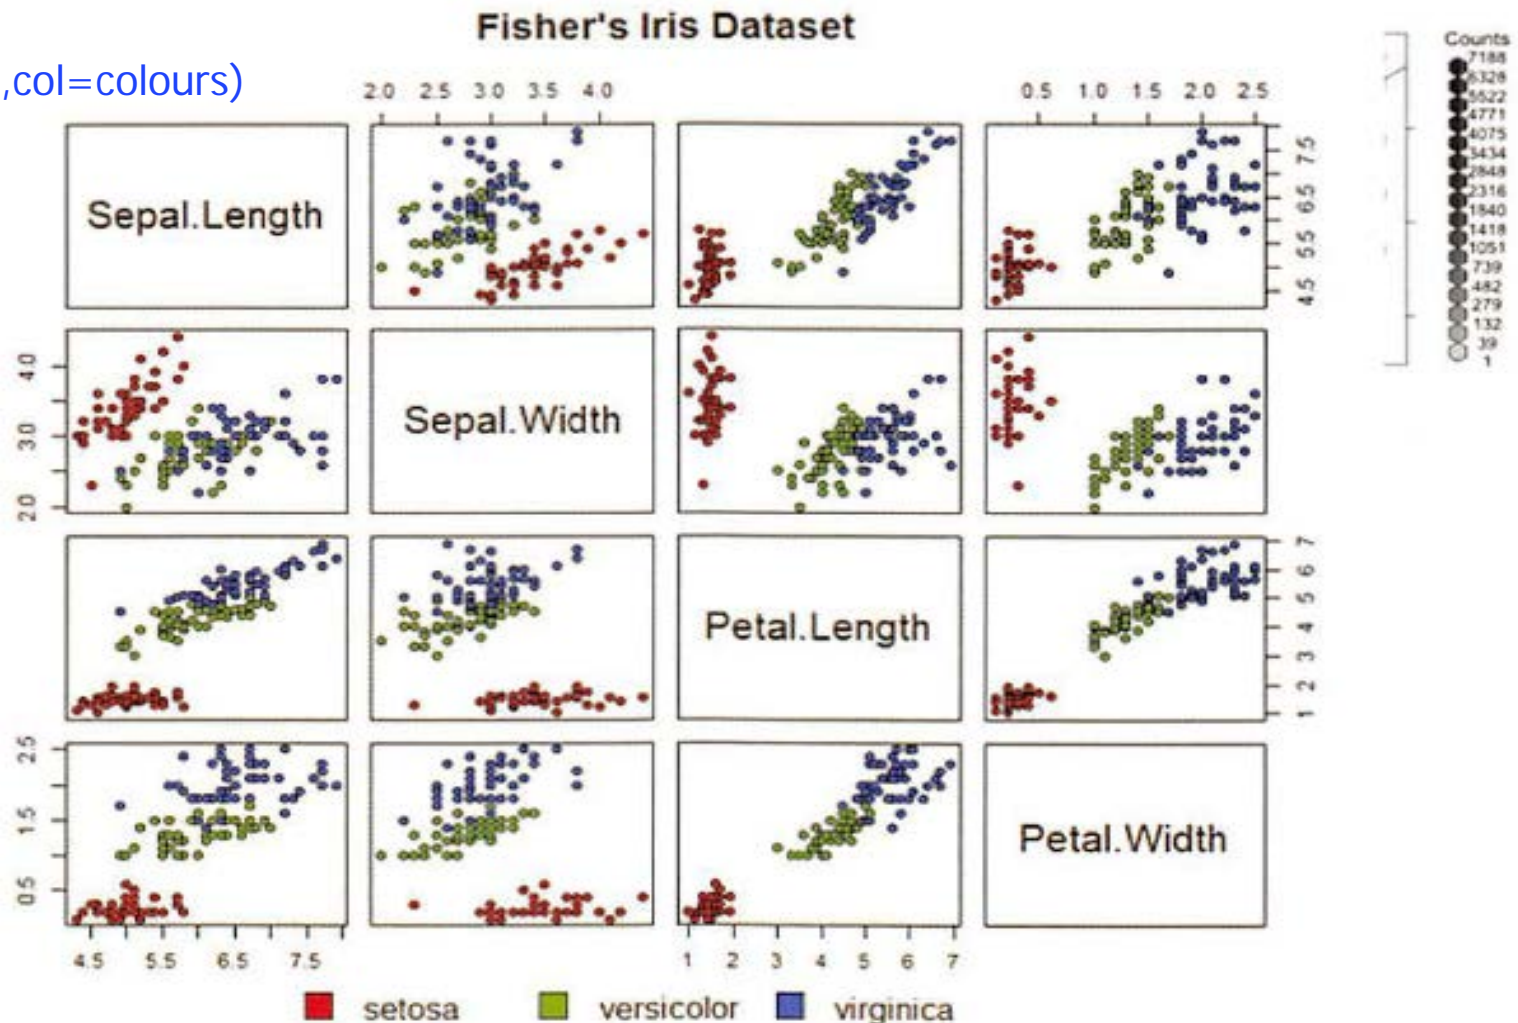 Fisher's Iris Dataset
,col=colours)
2.0 2.5 3.0 3.5 4.0
0.5 1.0 1.5 2.0 2.5
Sepal.Length
4.5 5.5 6.5 7.5
2.0 3.0 4.0
Sepal.Width
Petal.Length
1 2 3 4 5 6 7
0.5 1.5 2.5
Petal.Width
4.5 5.5 6.5 7.5
1 2 3 4 5 6 7
setosa versicolor virginica
Counts
7188
6328
5522
4771
4075
3434
2848
2316
1840
1418
1051
739
482
279
132
39
1